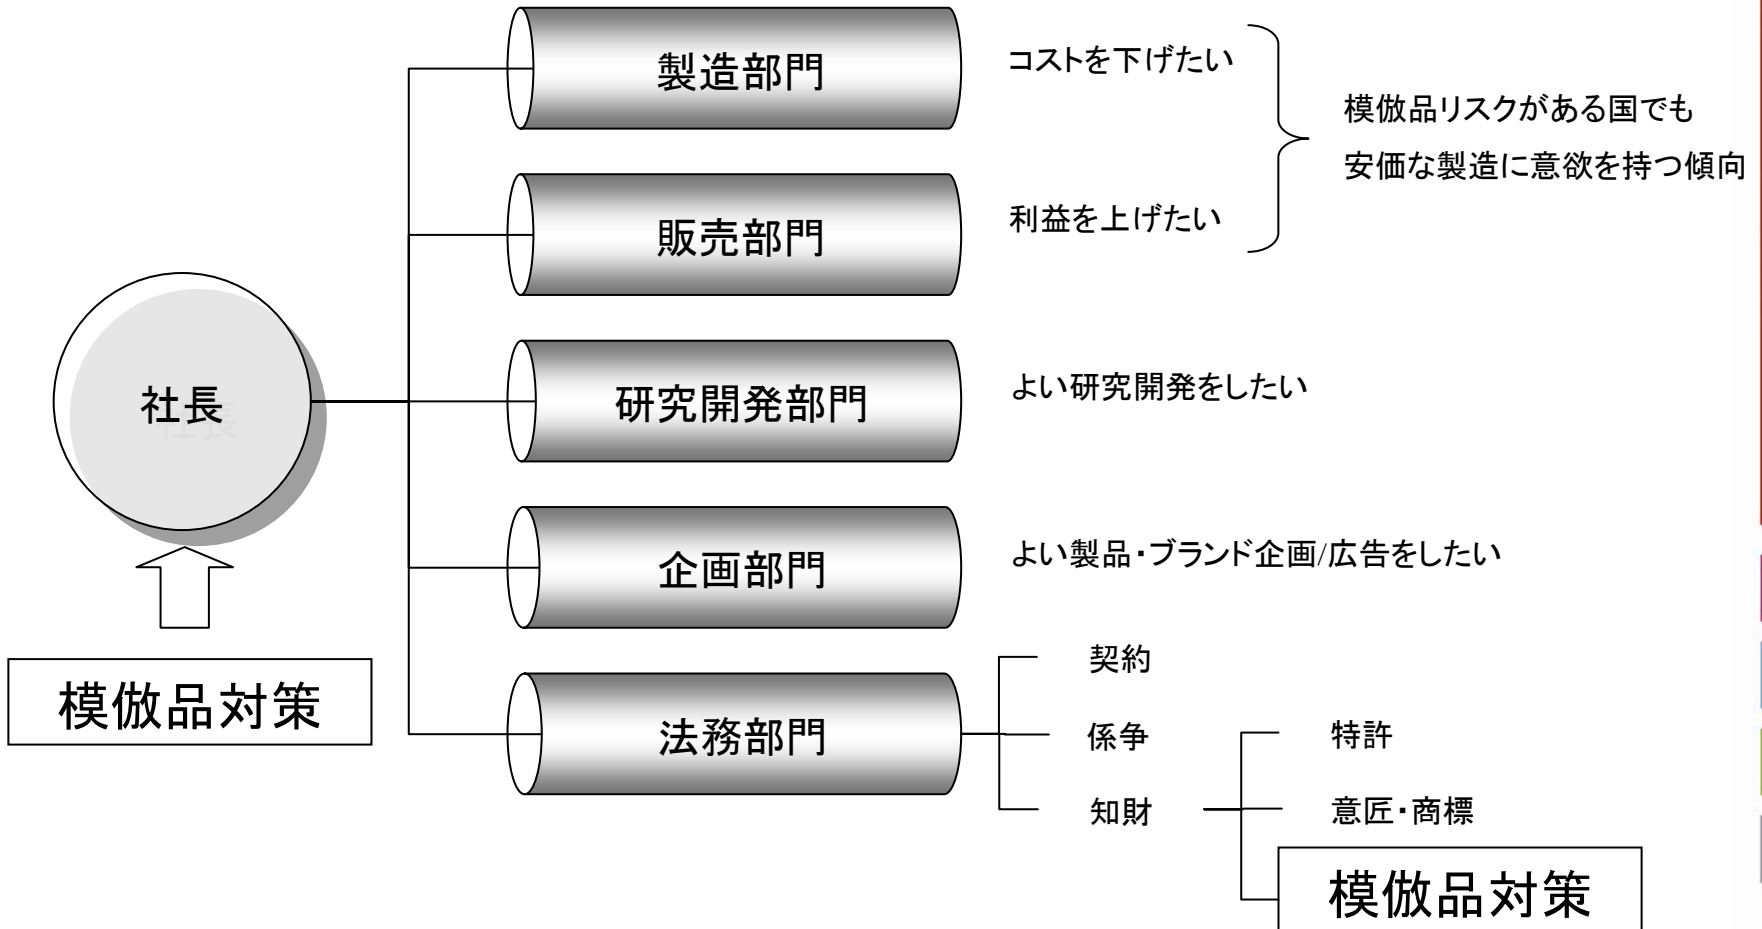 製造部門
コストを下げたい
模倣品リスクがある国でも
安価な製造に意欲を持つ傾向
販売部門
利益を上げたい
社長
研究開発部門
よい研究開発をしたい
企画部門
よい製品・ブランド企画/広告をしたい
模倣品対策
法務部門
契約
係争
知財
特許
意匠・商標
模倣品対策